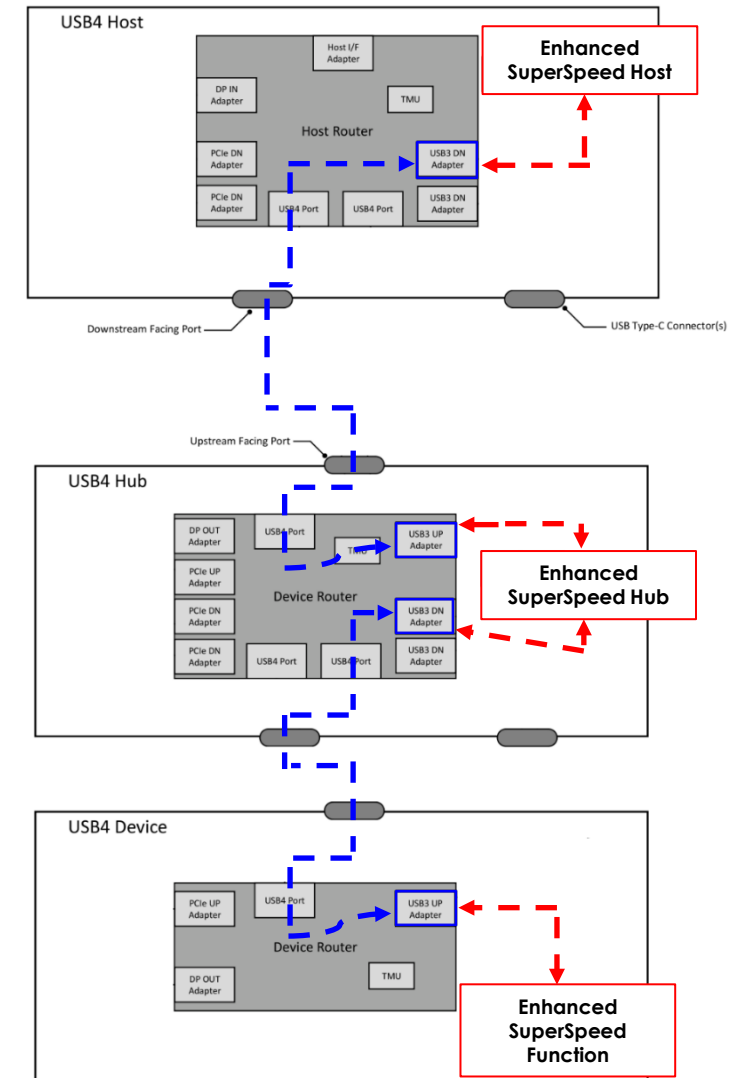 USB4 Host
Enhanced
SuperSpeed Host
Host I/F
Adapter
DP IN
Adapter
TMU
Host Router
PCIe DN
Adapter
USB3 DN
Adapter
PCIe DN
Adapter
USB4 Port
USB4 Port
USB3 DN
Adapter
Downstream Facing Port
USB Type-C Connector(s)
Upstream Facing Port
USB4 Hub
DP OUT
Adapter
USB4 Port
TMU
USB3 UP
Adapter
Enhanced
SuperSpeed Hub
PCIe UP
Adapter
Device Router
PCIe DN
Adapter
USB3 DN
Adapter
PCIe DN
Adapter
USB4 Port
USB4 Port
USB3 DN
Adapter
USB4 Device
PCIe UP
Adapter
USB4 Port
USB3 UP
Adapter
Device Router
DP OUT
Adapter
TMU
Enhanced
SuperSpeed
Function